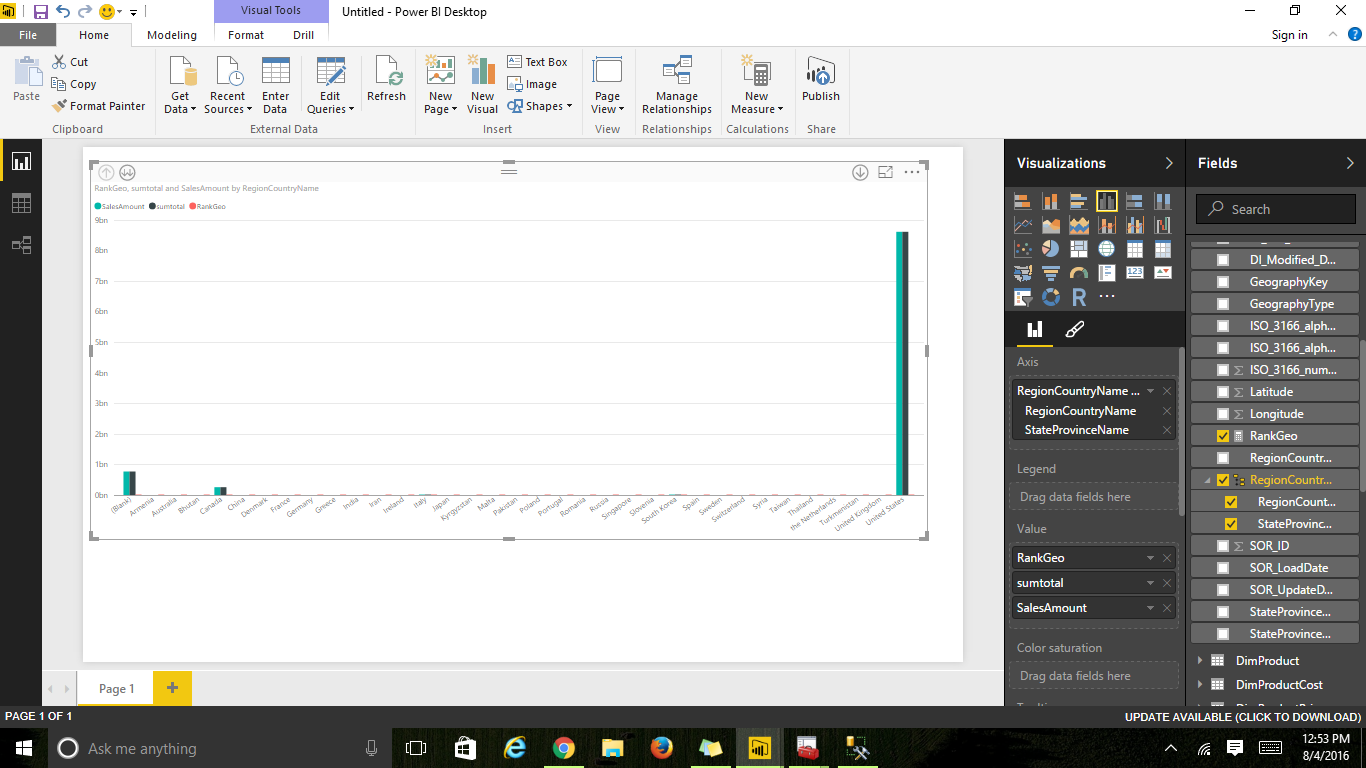 Visual Tools
Untitled - Power BI Desktop
File
Home
Modeling
Format
Drill
Sign in
Paste
Cut
Copy
Format Painter
Clipboard
Get Data
Recent Sources
Enter Data
Edit Queries
External Data
Refresh
New Page
New Visual
Text Box
Image
Shapes
Insert
Page View
View
Manage Relationships
Relationships
New Measure
Calculations
Publish
Share
RankGeo, sumtotal and SalesAmount by RegionCountryName
SalesAmount sumtotal RankGeo
9bn
8bn
7bn
6bn
5bn
4bn
3bn
2bn
1bn
0bn
(Blank)
Armenia
Australia
Bhutan
Canada
China
Denmark
France
Germany
Greece
India
Iran
Ireland
Italy
Japan
Kyrgyzstan
Malta
Pakistan
Poland
Portugal
Romania
Russia
Singapore
Slovenia
South Korea
Spain
Sweden
Switzerland
Syria
Taiwan
Thailand
the Netherlands
Turkmenistan
United Kingdom
United States
Visualizations
R
123
Axis
RegionCountryName ...
RegionCountryName
StateProvinceName
Legend
Drag data fields here
Value
RankGeo
sumtotal
SalesAmount
Color saturation
Drag data fields here
Fields
Search
DI_Modified_D...
GeographyKey
GeographyType
ISO_3166_alph...
ISO_3166_alph...
ISO_3166_num...
Latitude
Longitude
RankGeo
RegionCountr...
RegionCountr...
RegionCount...
StateProvinc...
SOR_ID
SOR_LoadDate
SOR_UpdateD...
StateProvince...
StateProvince...
DimProduct
DimProductCost
Page 1
PAGE 1 OF 1
UPDATE AVAILABLE (CLICK TO DOWNLOAD)
Ask me anything
12:53 PM
8/4/2016